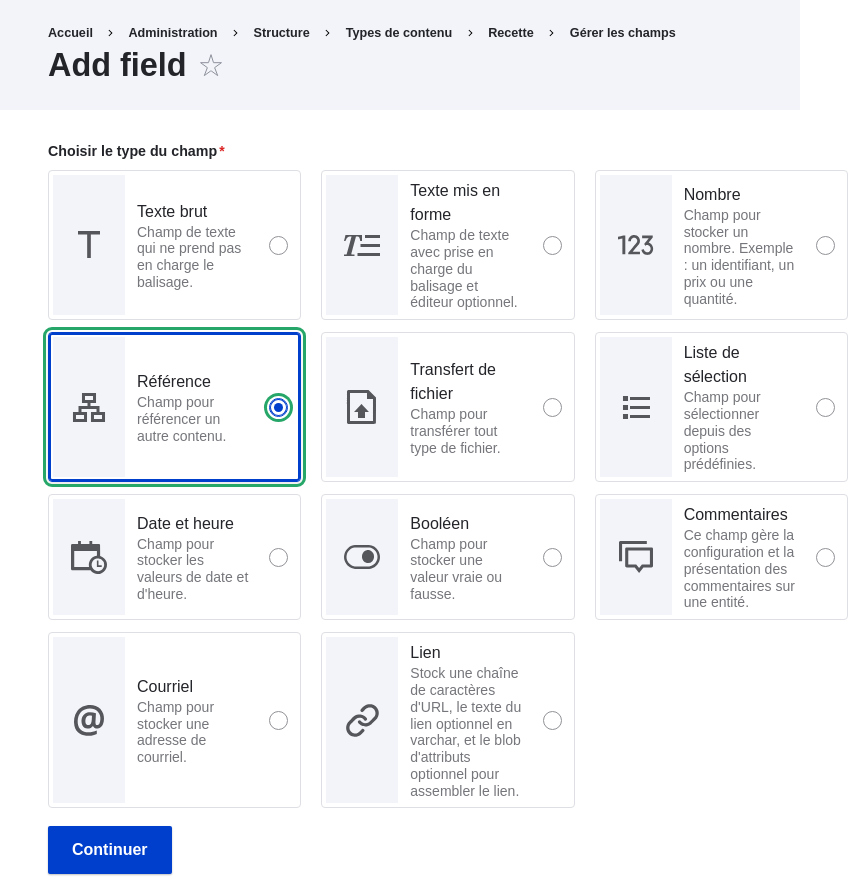 Accueil > Administration > Structure > Types de contenu > Recette > Gérer les champs
Add field
Choisir le type du champ*
Texte brut
Champ de texte
qui ne prend pas
en charge le
balisage.
Texte mis en
forme
Champ de texte
avec prise en
charge du
balisage et
éditeur optionnel.
123
Nombre
Champ pour
stocker un
nombre. Exemple
: un identifiant, un
prix ou une
quantité.
Référence
Champ pour
référencer un
autre contenu.
Transfert de
fichier
Champ pour
transférer tout
type de fichier.
Liste de
sélection
Champ pour
sélectionner
depuis des
options
prédéfinies.
Date et heure
Champ pour
stocker les
valeurs de date et
d'heure.
Booléen
Champ pour
stocker une
valeur vraie ou
fausse.
Commentaires
Ce champ gère la
configuration et la
présentation des
commentaires sur
une entité.
@
Courriel
Champ pour
stocker une
adresse de
courriel.
Lien
Stock une chaîne
de caractères
d'URL, le texte du
lien optionnel en
varchar, et le blob
d'attributs
optionnel pour
assembler le lien.
Continuer